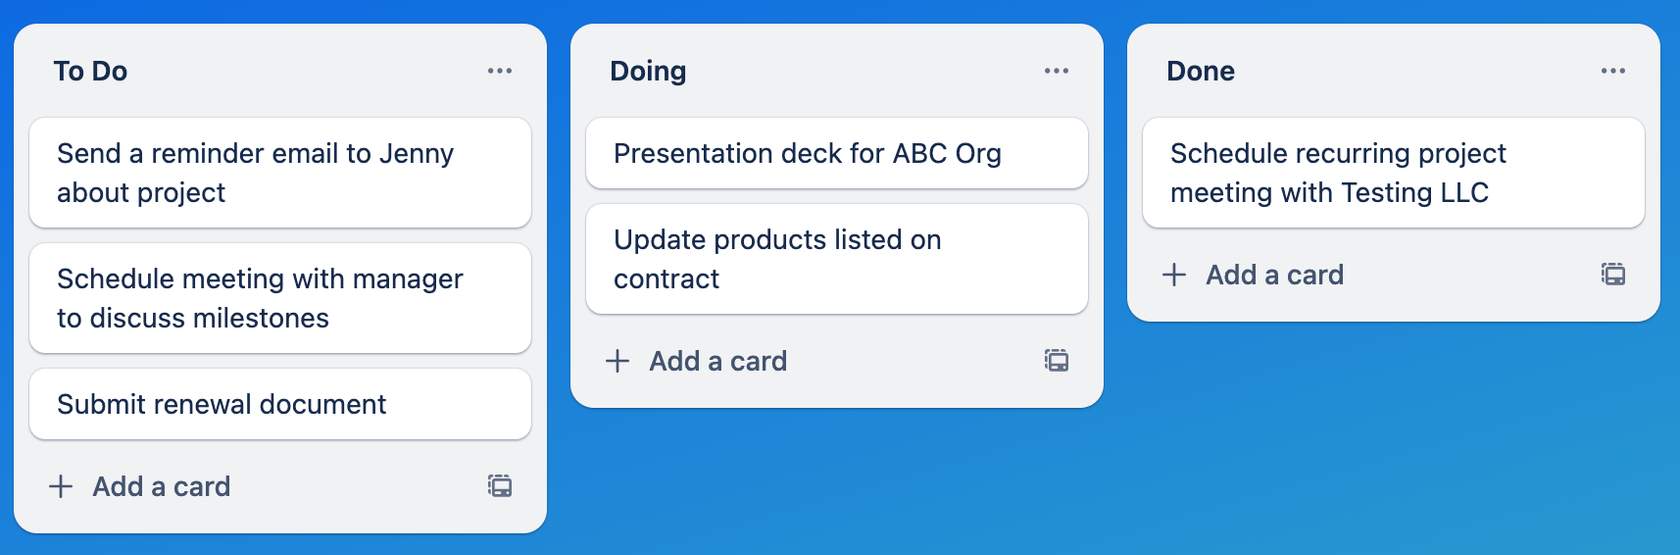 To Do
Send a reminder email to Jenny
about project
Schedule meeting with manager
to discuss milestones
Submit renewal document
Add a card
Doing
Presentation deck for ABC Org
Update products listed on
contract
Add a card
Done
Schedule recurring project
meeting with Testing LLC
Add a card